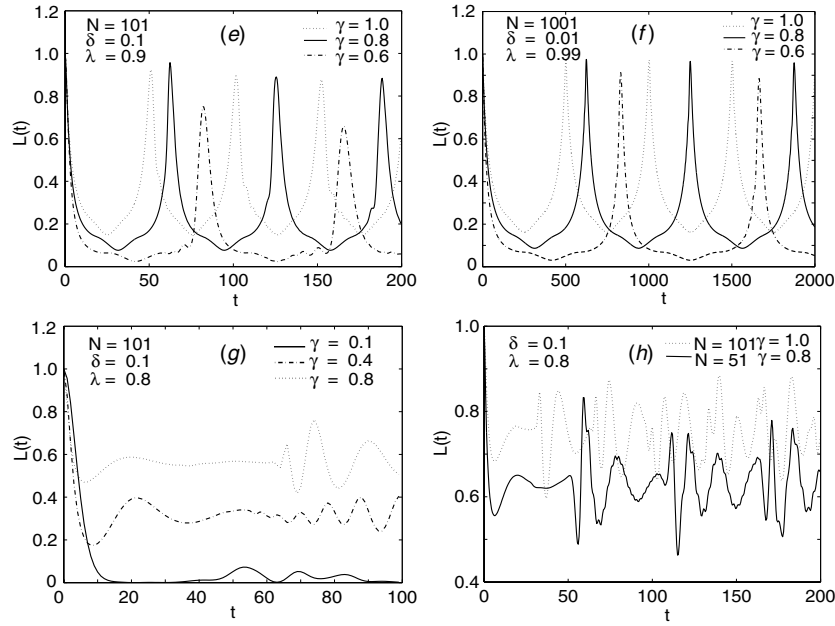 (e)
N = 101
δ = 0.1
λ = 0.9
γ = 1.0
γ = 0.8
γ = 0.6
L(t)
1.2
1.0
0.8
0.6
0.4
0.2
0
0 50 100 150 200
t
(f)
N = 1001
δ = 0.01
λ = 0.99
γ = 1.0
γ = 0.8
γ = 0.6
L(t)
1.2
1.0
0.8
0.6
0.4
0.2
0
0 500 1000 1500 2000
t
(g)
N = 101
δ = 0.1
λ = 0.8
γ = 0.1
γ = 0.4
γ = 0.8
L(t)
1.2
1.0
0.8
0.6
0.4
0.2
0
0 20 40 60 80 100
t
(h)
δ = 0.1
λ = 0.8
N = 101 γ = 1.0
N = 51 γ = 0.8
L(t)
1.0
0.8
0.6
0.4
0 50 100 150 200
t